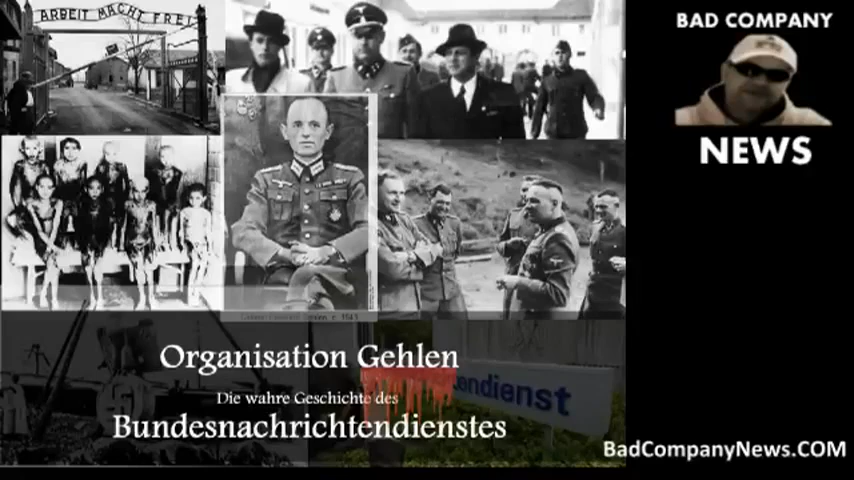 ARBEIT MACHT FREI
BAD COMPANY
NEWS
Organisation Gehlen
Die wahre Geschichte des
Bundesnachrichtendienstes
endienst
BadCompanyNews.COM